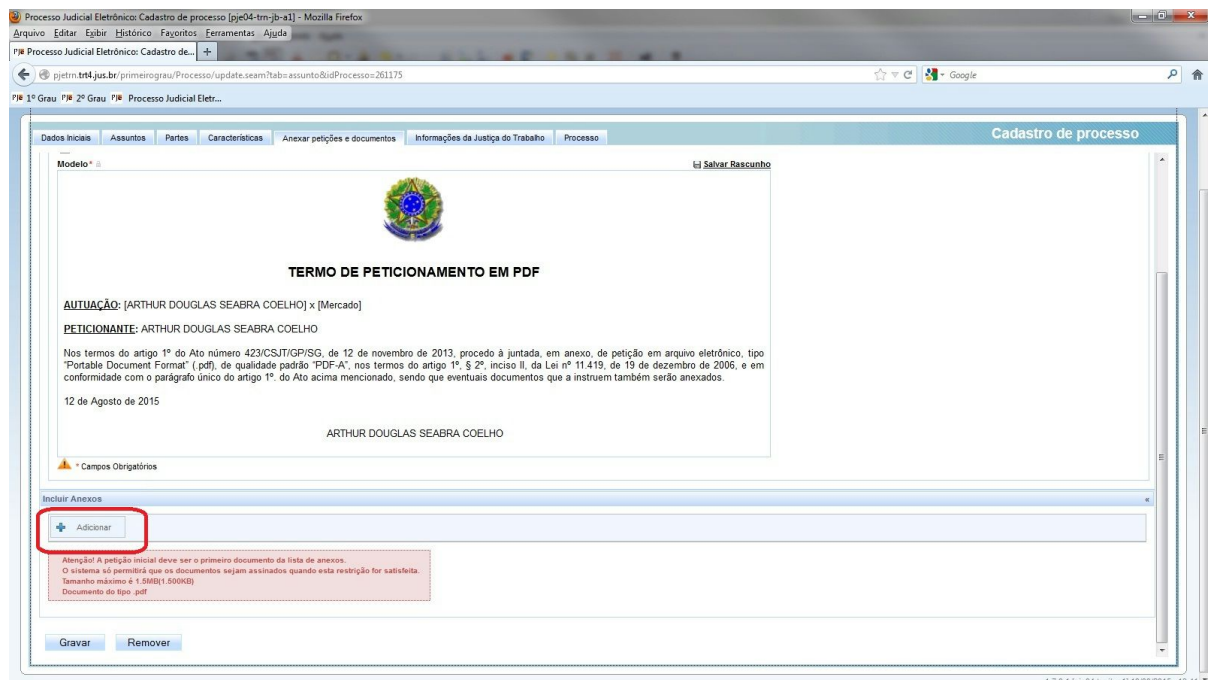 Processo Judicial Eletrônico: Cadastro de processo [pje04-trn-jb-a1] - Mozilla Firefox
Arquivo Editar Exibir Histórico Favoritos Ferramentas Ajuda
PJe Processo Judicial Eletrônico: Cadastro de... +
pjetrn.trt4.jus.br/primeirograu/Processo/update.seam?tab=assunto&idProcesso=261175
Google
PJe 1º Grau PJe 2º Grau PJe Processo Judicial Eletr...
Dados Iniciais Assuntos Partes Características Anexar petições e documentos Informações da Justiça do Trabalho Processo Cadastro de processo
Modelo * Salvar Rascunho
TERMO DE PETICIONAMENTO EM PDF
AUTUAÇÃO: [ARTHUR DOUGLAS SEABRA COELHO] x [Mercado]
PETICIONANTE: ARTHUR DOUGLAS SEABRA COELHO
Nos termos do artigo 1º do Ato número 423/CSJT/GP/SG, de 12 de novembro de 2013, procedo à juntada, em anexo, de petição em arquivo eletrônico, tipo
"Portable Document Format" (.pdf), de qualidade padrão "PDF-A", nos termos do artigo 1º, § 2º, inciso II, da Lei nº 11.419, de 19 de dezembro de 2006, e em
conformidade com o parágrafo único do artigo 1º. do Ato acima mencionado, sendo que eventuais documentos que a instruem também serão anexados.
12 de Agosto de 2015
ARTHUR DOUGLAS SEABRA COELHO
* Campos Obrigatórios
Incluir Anexos «
Adicionar
Atenção! A petição inicial deve ser o primeiro documento da lista de anexos.
O sistema só permitirá que os documentos sejam assinados quando esta restrição for satisfeita.
Tamanho máximo é 1.5MB(1.500KB)
Documento do tipo .pdf
Gravar Remover